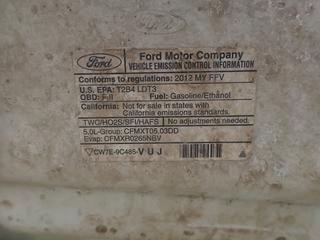 Ford
Ford Motor Company
VEHICLE EMISSION CONTROL INFORMATION
Conforms to regulations: 2012 MY FFV
U.S. EPA: T2B4 LDT3
OBD: F-II Fuel: Gasoline/Ethanol
California: Not for sale in states with
California emissions standards.
TWC/HO2S/SFI/HAFS No adjustments needed.
5.0L-Group: CFMXT05.03DD
Evap: CFMXR0265NBV
CW7E-9C485-V U J